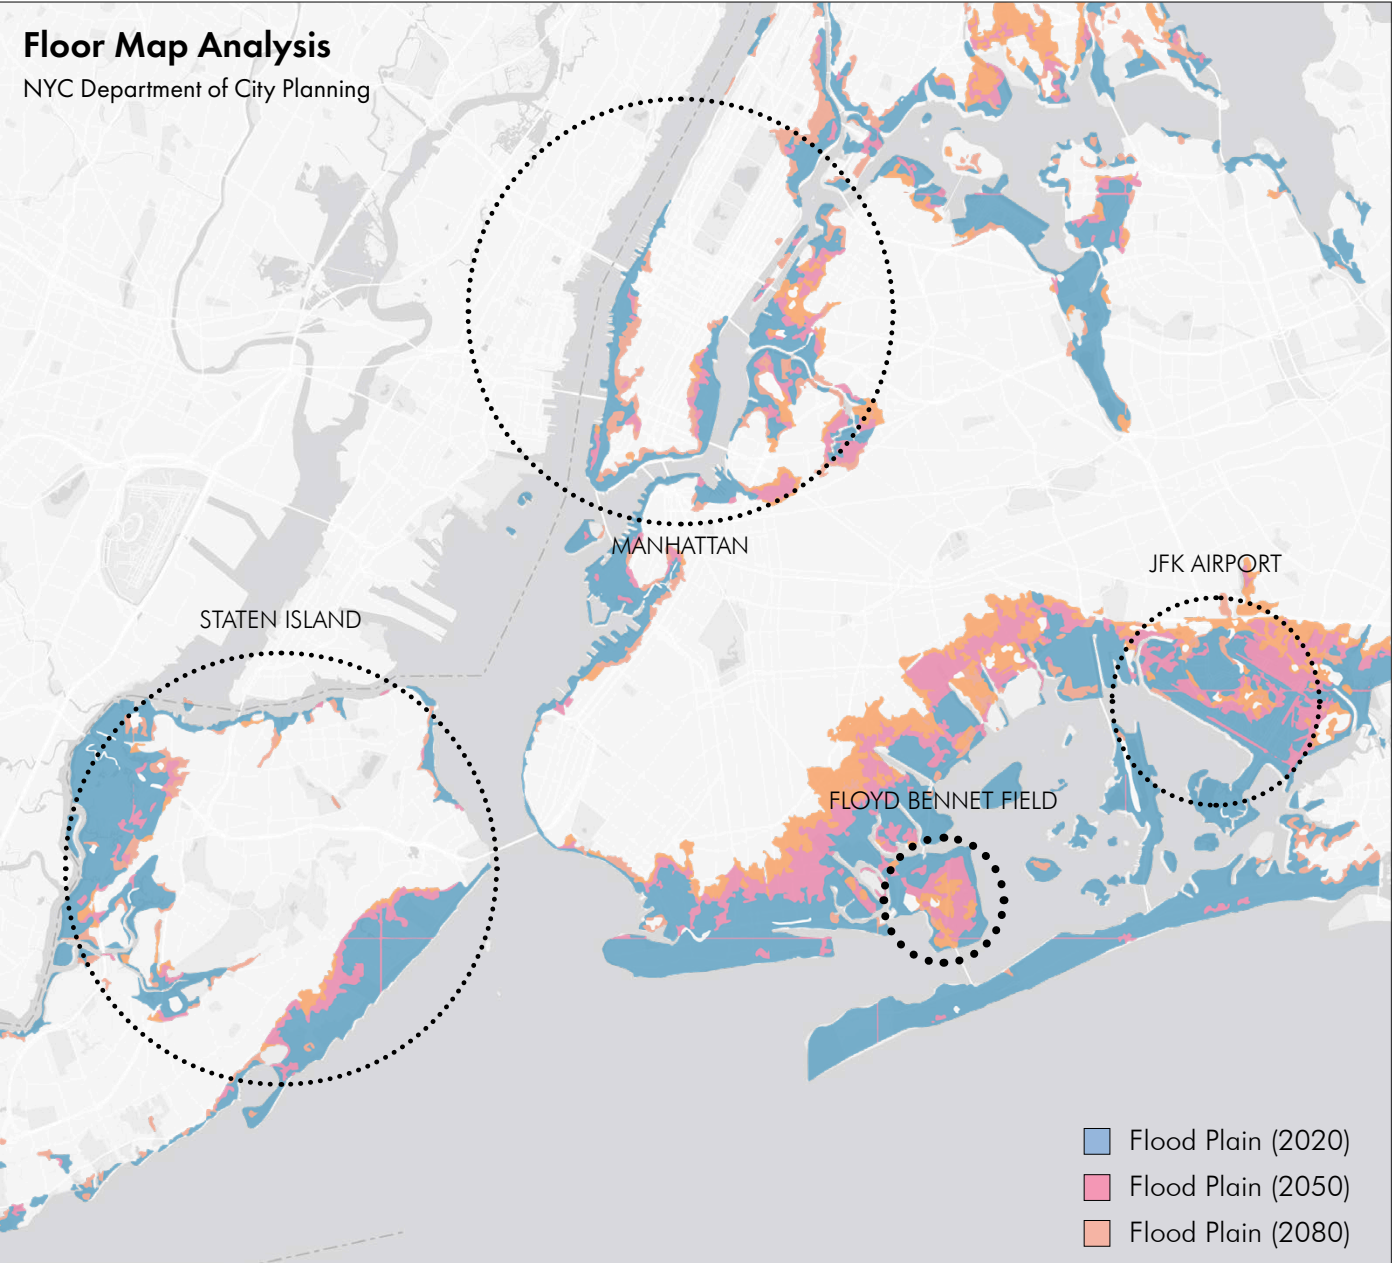 Floor Map Analysis
NYC Department of City Planning
MANHATTAN
JFK AIRPORT
STATEN ISLAND
FLOYD BENNET FIELD
Flood Plain (2020)
Flood Plain (2050)
Flood Plain (2080)